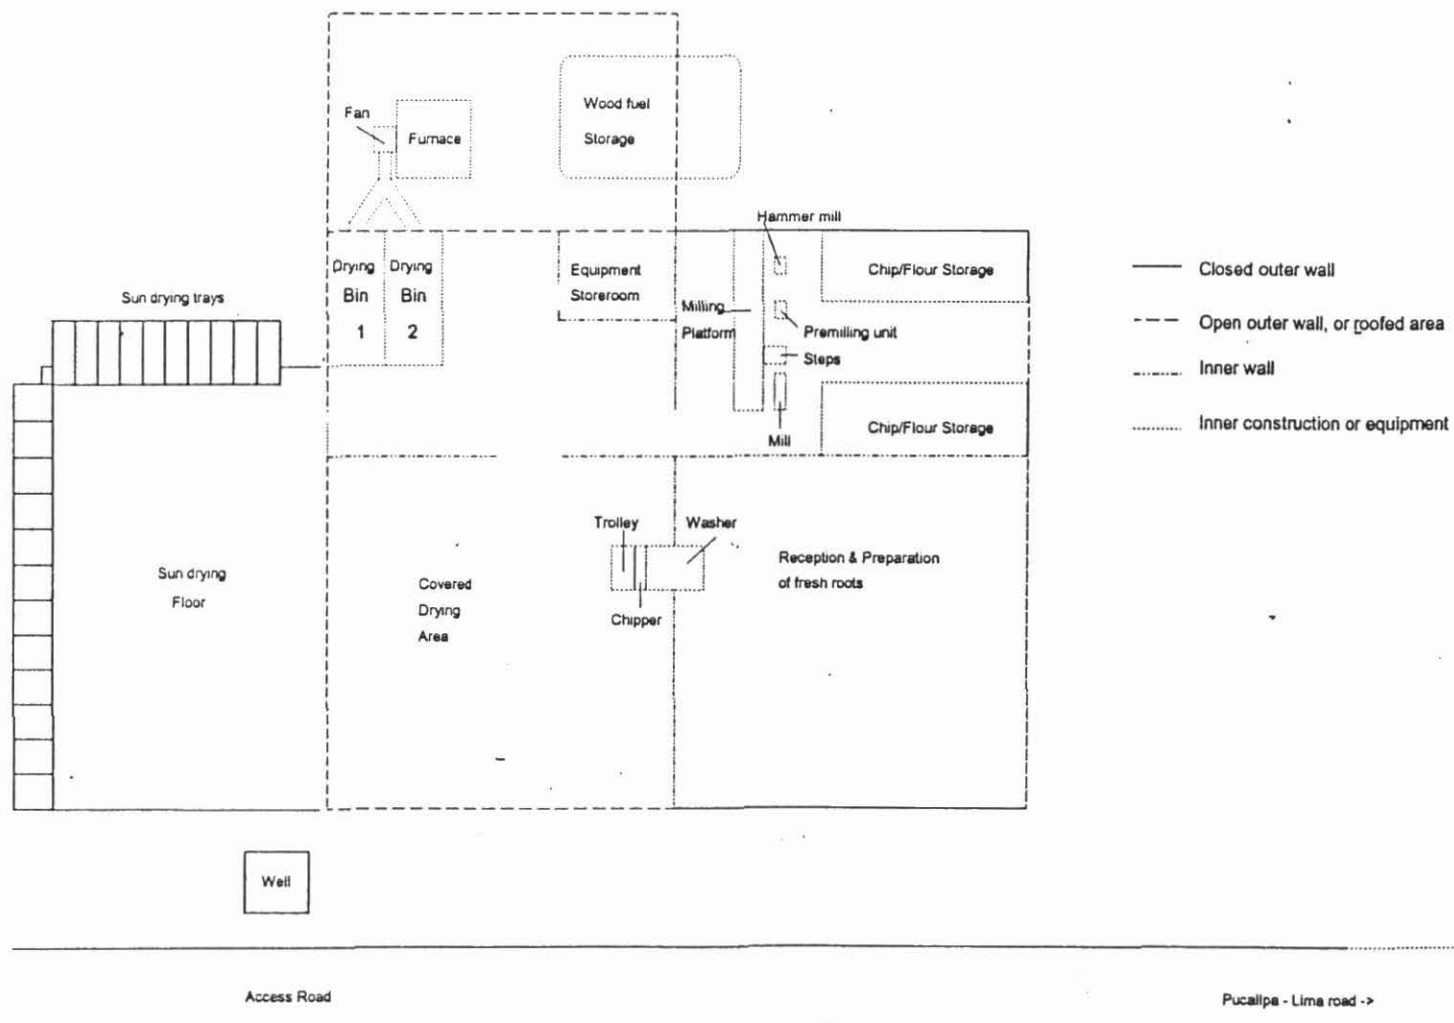 Wood fuel
Storage
Fan
Furnace
Hammer mill
Drying
Bin
1
Drying
Bin
2
Equipment
Storeroom
Chip/Flour Storage
Closed outer wall
Sun drying trays
Milling
Platform
Premilling unit
Steps
Open outer wall, or roofed area
Inner wall
Mill
Chip/Flour Storage
Inner construction or equipment
Trolley
Washer
Reception & Preparation
of fresh roots
Sun drying
Floor
Covered
Drying
Area
Chipper
Well
Access Road
Pucallpa - Lima road ->